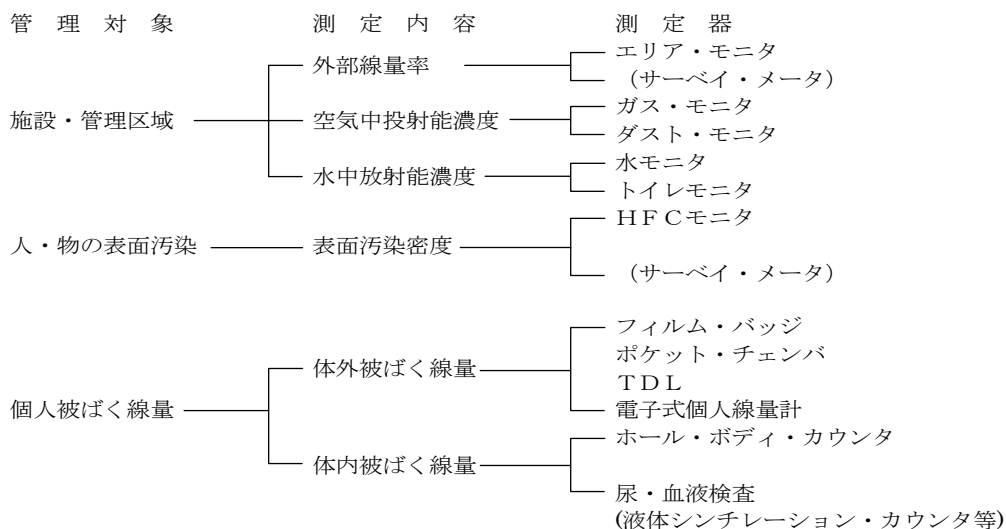 管理対象 測定内容 測定器
エリア・モニタ
外部線量率
（サーベイ・メータ）
ガス・モニタ
施設・管理区域 空気中投射能濃度
ダスト・モニタ
水モニタ
水中放射能濃度
トイレモニタ
ＨＦＣモニタ
人・物の表面汚染 表面汚染密度
（サーベイ・メータ）
フィルム・バッジ
ポケット・チェンバ
体外被ばく線量
ＴＤＬ
個人被ばく線量 電子式個人線量計
ホール・ボディ・カウンタ
体内被ばく線量
尿・血液検査
(液体シンチレーション・カウンタ等)